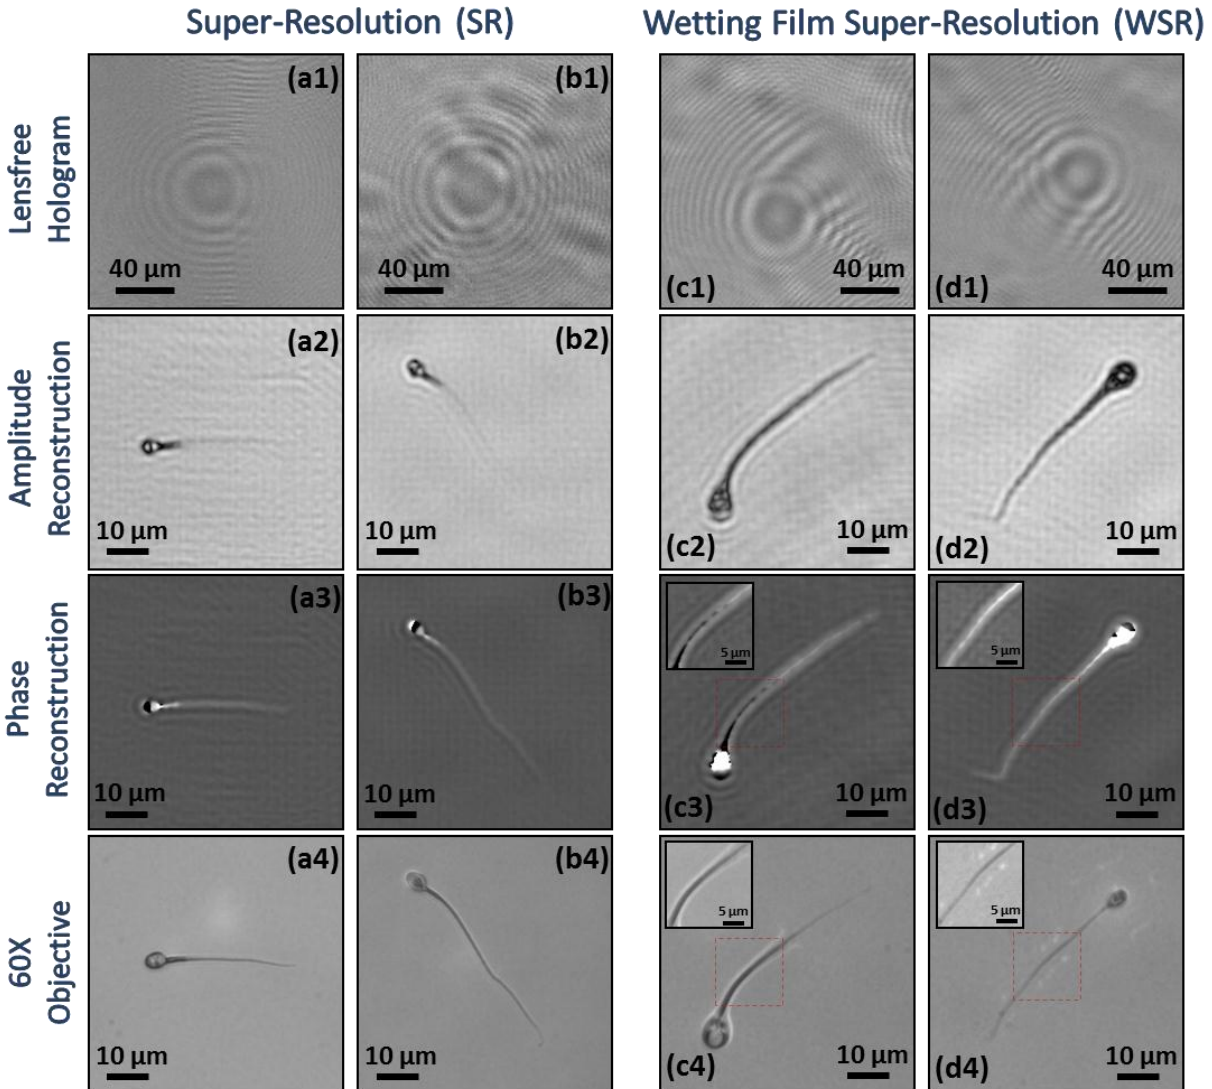 Super-Resolution (SR)
Wetting Film Super-Resolution (WSR)
Lensfree
Hologram
(a1)
40 µm
(b1)
40 µm
(c1)
40 µm
(d1)
40 µm
Amplitude
Reconstruction
(a2)
10 µm
(b2)
10 µm
(c2)
10 µm
(d2)
10 µm
Phase
Reconstruction
(a3)
10 µm
(b3)
10 µm
5 µm
(c3)
10 µm
5 µm
(d3)
10 µm
60X
Objective
(a4)
10 µm
(b4)
10 µm
5 µm
(c4)
10 µm
5 µm
(d4)
10 µm